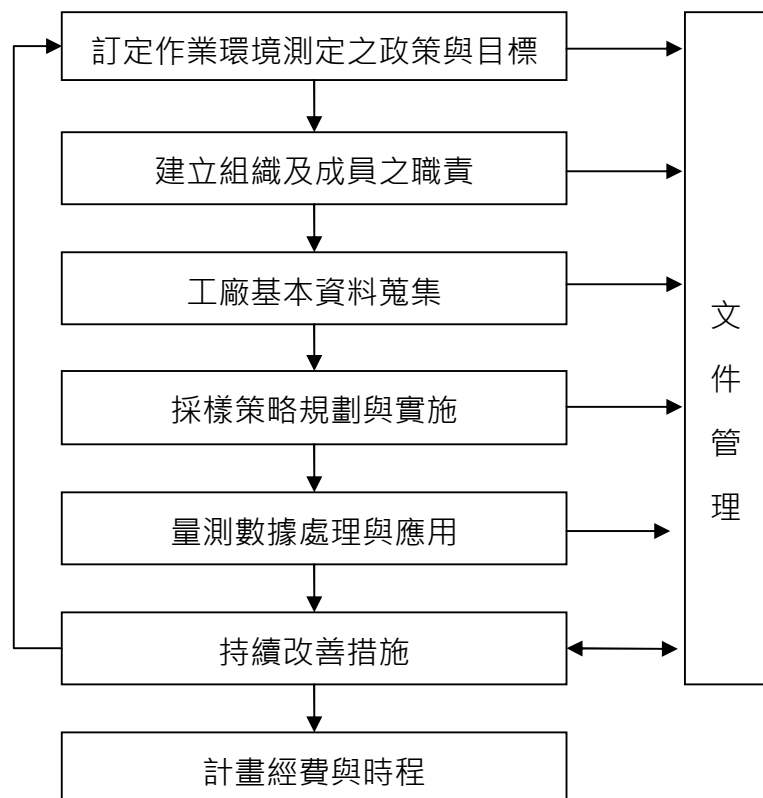 訂定作業環境測定之政策與目標
建立組織及成員之職責
工廠基本資料蒐集
採樣策略規劃與實施
量測數據處理與應用
持續改善措施
計畫經費與時程
文件管理